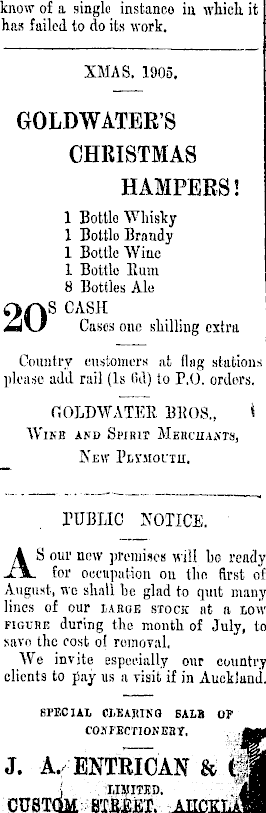 know of a single instance in which it
has failed to do its work.
XMAS. 1905.
GOLDWATER'S
CHRISTMAS
HAMPERS!
1 Bottle Whisky
1 Bottle Brandy
1 Bottle Wine
1 Bottle Rum
8 Bottles Ale
20S CASH
Cases one shilling extra
Country customers at flag stations
please add rail (1s 6d) to P.O. orders.
GOLDWATER BROS.,
WINE AND SPIRIT MERCHANTS,
NEW PLYMOUTH.
PUBLIC NOTICE.
AS our new premises will be ready
for occupation on the first of
August, we shall be glad to quit many
lines of our LARGE STOCK at a LOW
FIGURE during the month of July, to
save the cost of removal.
We invite especially our country
clients to pay us a visit if in Auckland.
SPECIAL CLEARING SALE OF
CONFECTIONERY.
J. A. ENTRICAN &
LIMITED.
CUSTOM STREET, AUCKLA